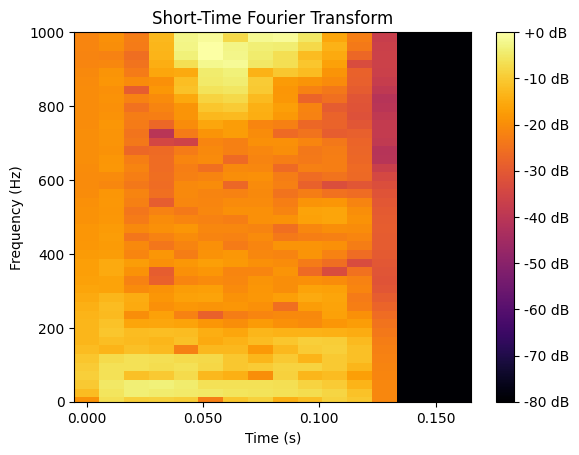 Short-Time Fourier Transform
Frequency (Hz)
1000
800
600
400
200
0
0.000
0.050
0.100
0.150
Time (s)
+0 dB
-10 dB
-20 dB
-30 dB
-40 dB
-50 dB
-60 dB
-70 dB
-80 dB